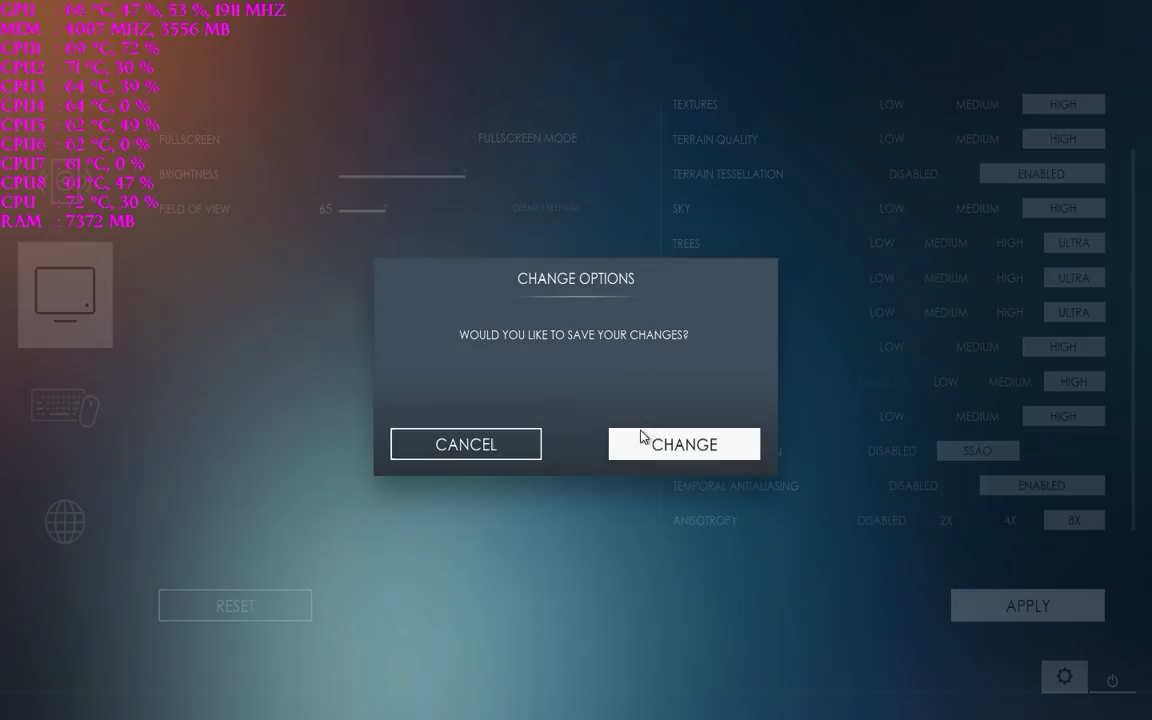 GPU : 66 °C, 47 %, 53 %, 1911 MHZ
MEM : 4007 MHZ, 3556 MB
CPU1 : 69 °C, 72 %
CPU2 : 71 °C, 30 %
CPU3 : 64 °C, 39 %
CPU4 : 64 °C, 0 %
CPU5 : 62 °C, 49 %
CPU6 : 62 °C, 0 %
CPU7 : 61 °C, 0 %
CPU8 : 61 °C, 47 %
CPU : 72 °C, 30 %
RAM : 7372 MB
FULLSCREEN FULLSCREEN MODE
BRIGHTNESS
FIELD OF VIEW 65 DEFAULT SETTINGS
TEXTURES LOW MEDIUM HIGH
TERRAIN QUALITY LOW MEDIUM HIGH
TERRAIN TESSELLATION DISABLED ENABLED
SKY LOW MEDIUM HIGH
TREES LOW MEDIUM HIGH ULTRA
LOW MEDIUM HIGH ULTRA
LOW MEDIUM HIGH ULTRA
LOW MEDIUM HIGH
DISABLED LOW MEDIUM HIGH
LOW MEDIUM HIGH
DISABLED SSAO
TEMPORAL ANTIALIASING DISABLED ENABLED
ANISOTROPY DISABLED 2X 4X 8X
CHANGE OPTIONS
WOULD YOU LIKE TO SAVE YOUR CHANGES?
CANCEL CHANGE
RESET APPLY